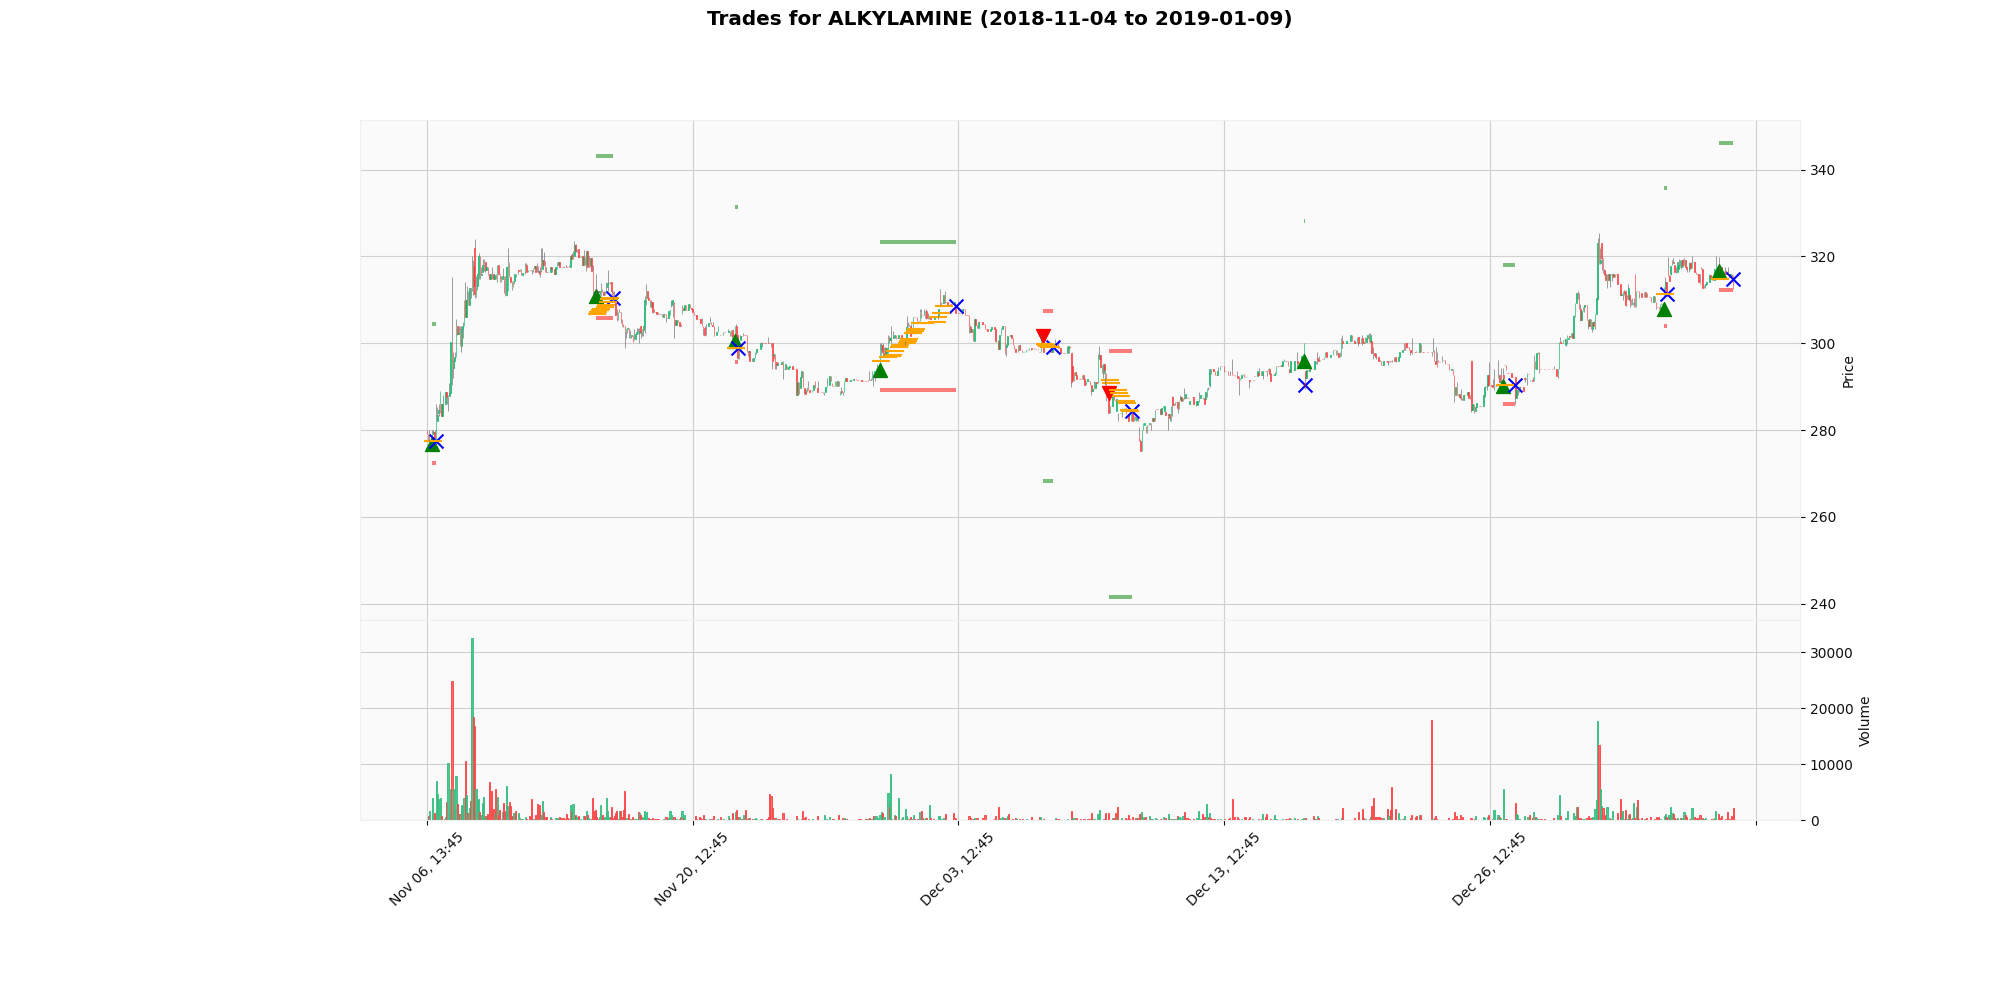 Trades for ALKYLAMINE (2018-11-04 to 2019-01-09)
340
320
300
280
260
240
Price
30000
20000
10000
0
Volume
Nov 06, 13:45
Nov 20, 12:45
Dec 03, 12:45
Dec 13, 12:45
Dec 26, 12:45